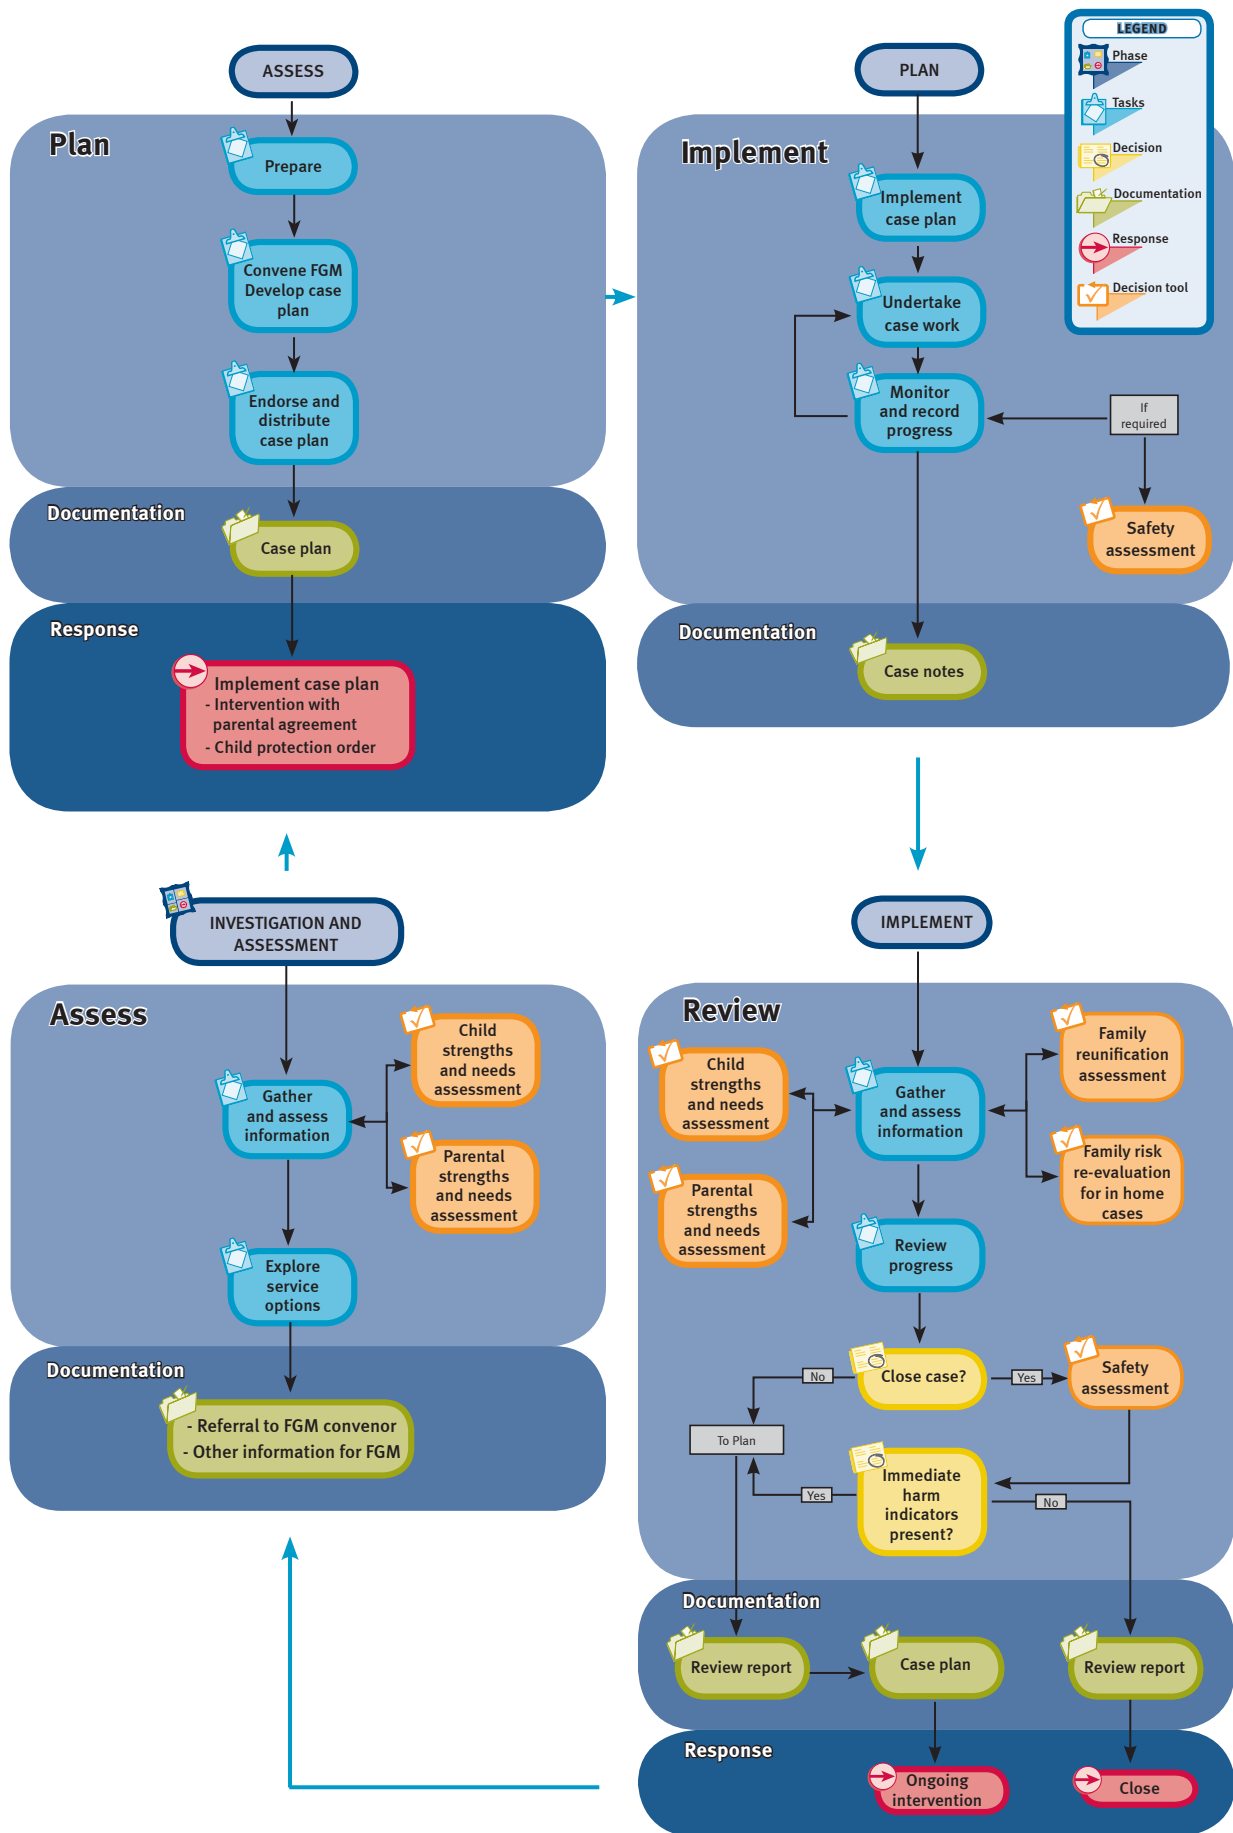 ASSESS
Plan
Prepare
Convene FGM
Develop case
plan
Endorse and
distribute
case plan
Documentation
Case plan
Response
Implement case plan
- Intervention with
parental agreement
- Child protection order
PLAN
Implement
Implement
case plan
Undertake
case work
Monitor
and record
progress
If
required
Safety
assessment
Documentation
Case notes
LEGEND
Phase
Tasks
Decision
Documentation
Response
Decision tool
INVESTIGATION AND
ASSESSMENT
Assess
Gather
and assess
information
Child
strengths
and needs
assessment
Parental
strengths
and needs
assessment
Explore
service
options
Documentation
- Referral to FGM convenor
- Other information for FGM
IMPLEMENT
Review
Child
strengths
and needs
assessment
Parental
strengths
and needs
assessment
Gather
and assess
information
Family
reunification
assessment
Family risk
re-evaluation
for in home
cases
Review
progress
Close case?
No
Yes
Safety
assessment
To Plan
Immediate
harm
indicators
present?
Yes
No
Documentation
Review report
Case plan
Review report
Response
Ongoing
intervention
Close